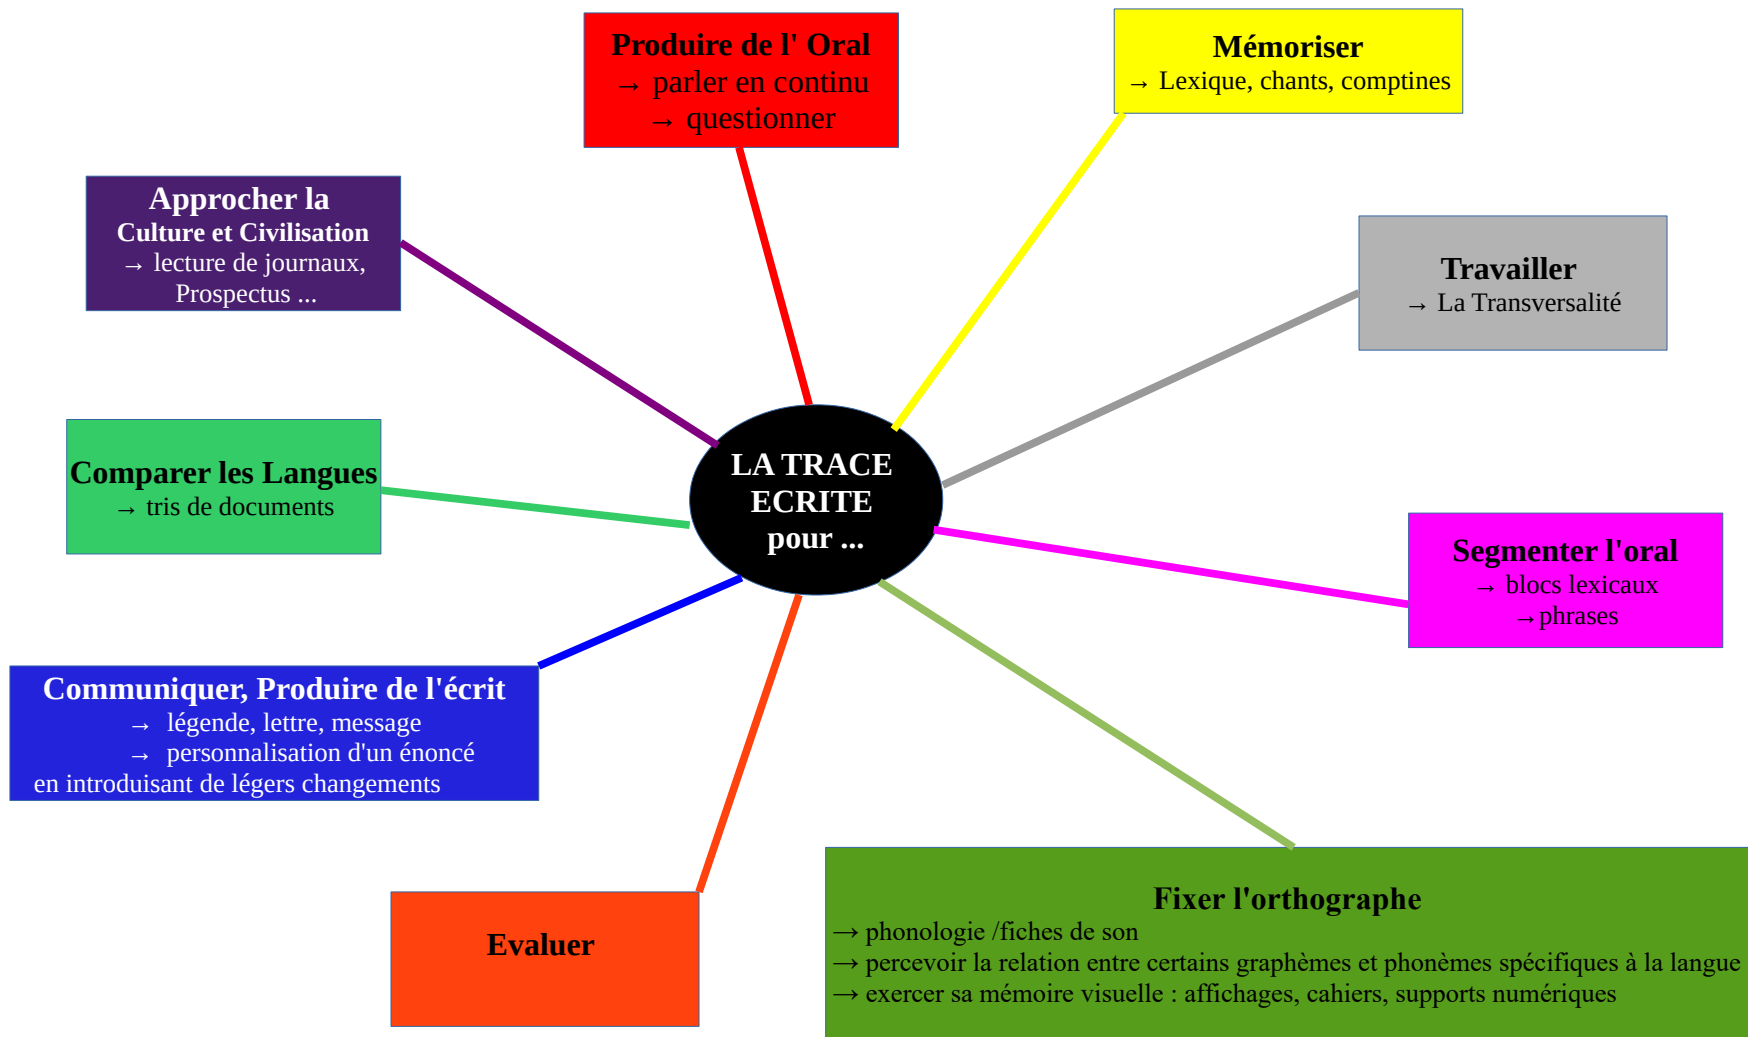 Produire de l' Oral
→ parler en continu
→ questionner
Mémoriser
→ Lexique, chants, comptines
Approcher la
Culture et Civilisation
→ lecture de journaux,
Prospectus ...
Travailler
→ La Transversalité
Comparer les Langues
→ tris de documents
LA TRACE
ECRITE
pour ...
Segmenter l'oral
→ blocs lexicaux
→phrases
Communiquer, Produire de l'écrit
→ légende, lettre, message
→ personnalisation d'un énoncé
en introduisant de légers changements
Evaluer
Fixer l'orthographe
→ phonologie /fiches de son
→ percevoir la relation entre certains graphèmes et phonèmes spécifiques à la langue
→ exercer sa mémoire visuelle : affichages, cahiers, supports numériques